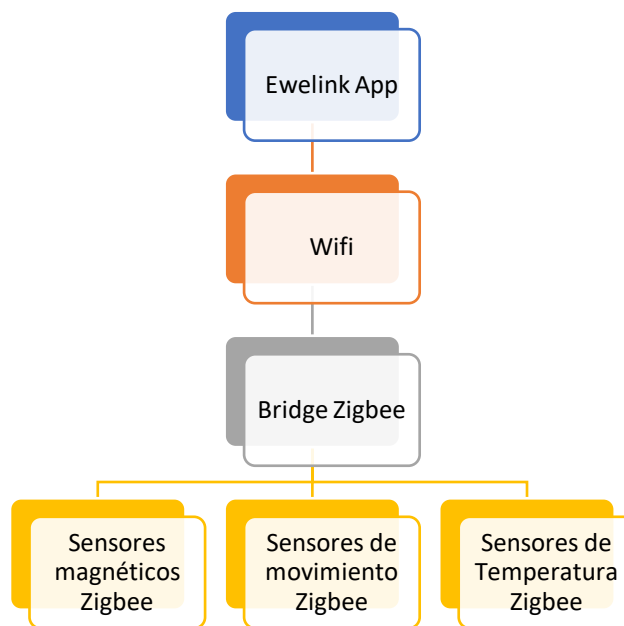 Ewelink App
Wifi
Bridge Zigbee
Sensores
magnéticos
Zigbee
Sensores de
movimiento
Zigbee
Sensores de
Temperatura
Zigbee